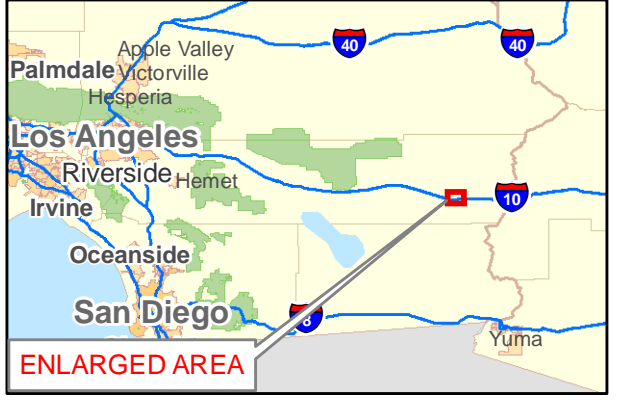 40
40
Apple Valley
Palmdale
Victorville
Hesperia
Los Angeles
Riverside
Hemet
Irvine
10
Oceanside
San Diego
8
Yuma
ENLARGED AREA